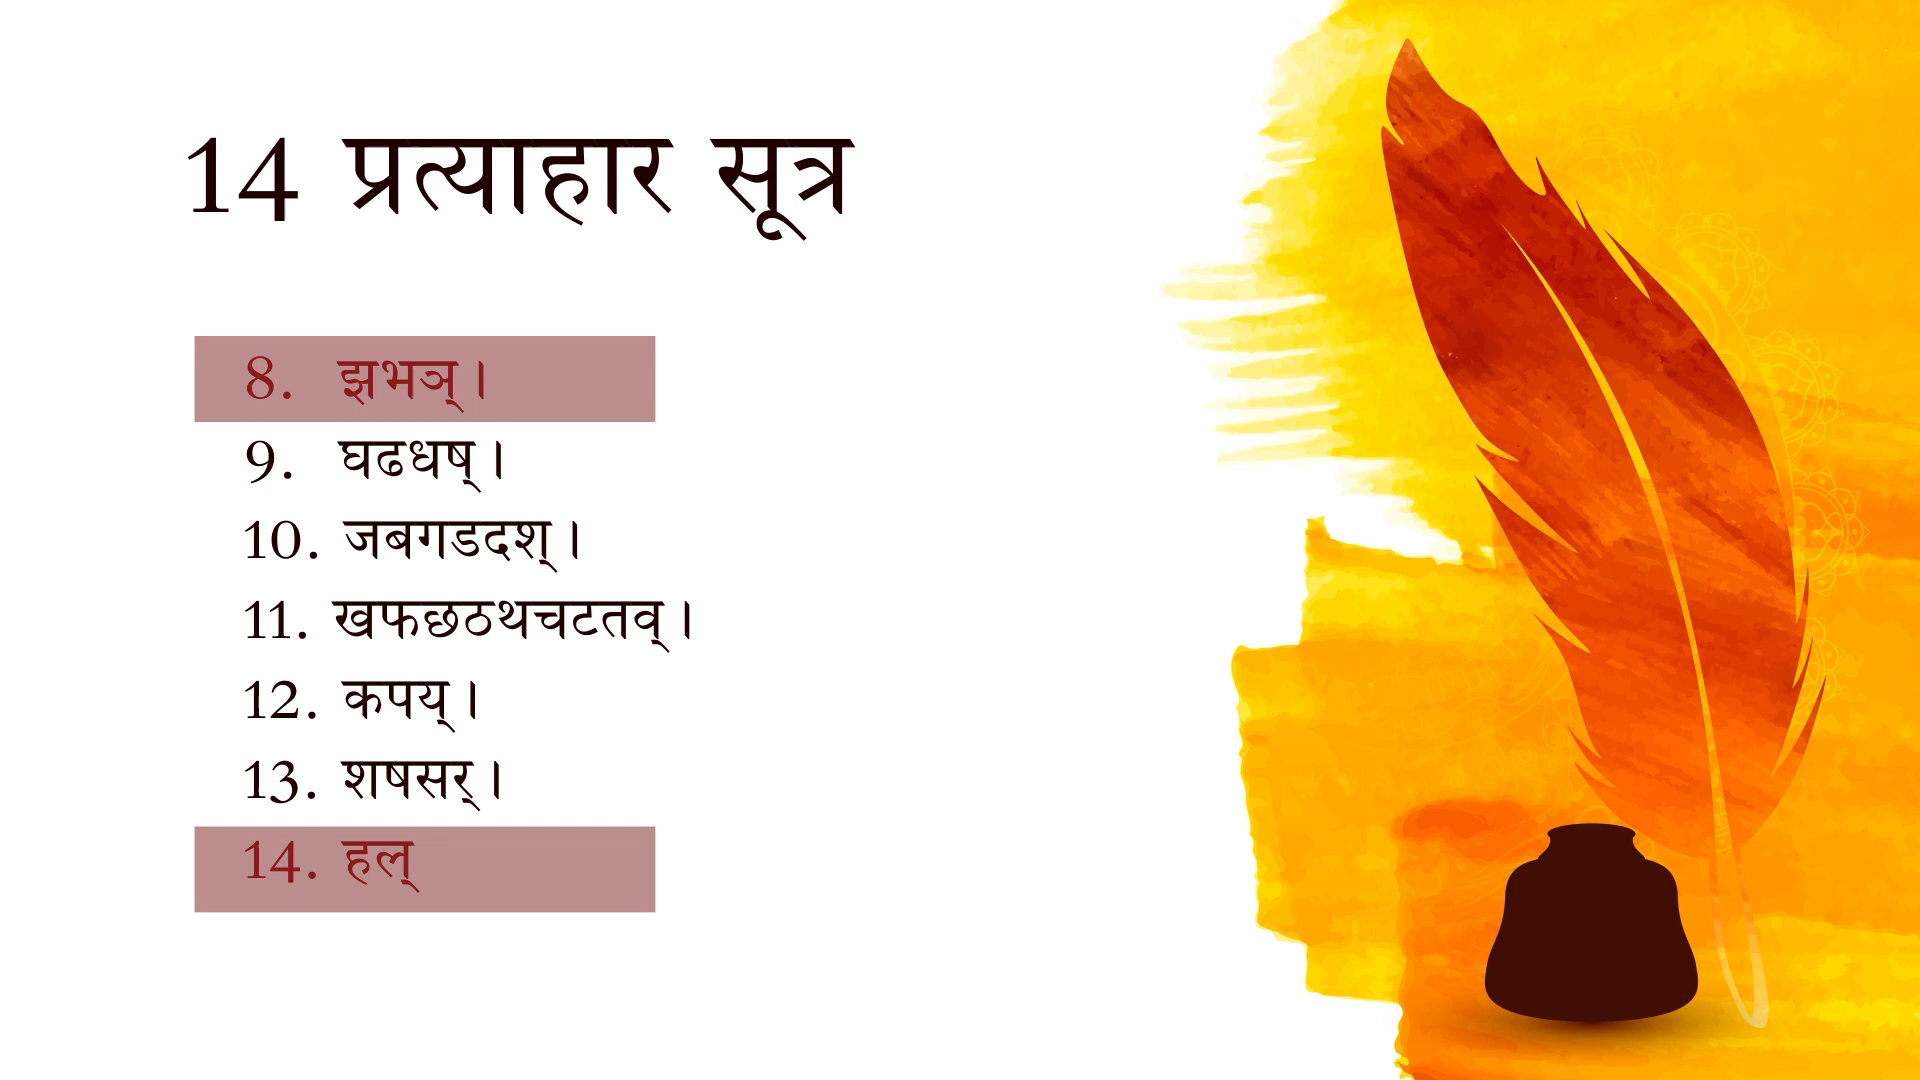 14 प्रत्याहार सूत्र
8. झभञ्।
9. घढधष्।
10. जबगडदश्।
11. खफछठथचटतव्।
12. कपय्।
13. शषसर्।
14. हल्